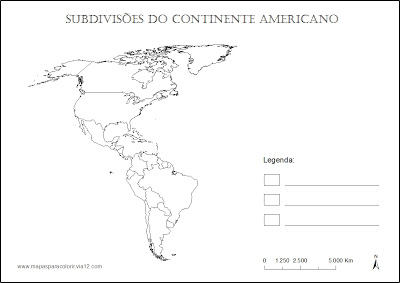 SUBDIVISÕES DO CONTINENTE AMERICANO
Legenda:
N
0 1.250 2.500 5.000 Km
www.mapasparacolorir.via12.com